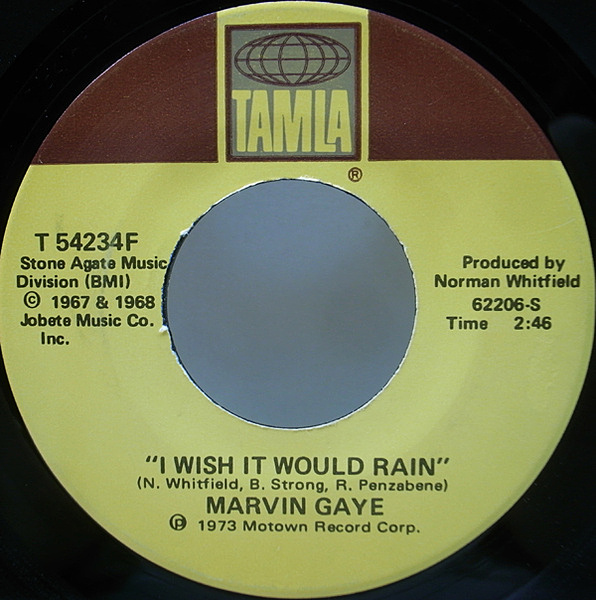 TAMLA
®
T 54234F
Stone Agate Music
Division (BMI)
© 1967 & 1968
Jobete Music Co.
Inc.
Produced by
Norman Whitfield
62206-S
Time 2:46
"I WISH IT WOULD RAIN"
(N. Whitfield, B. Strong, R. Penzabene)
MARVIN GAYE
℗ 1973 Motown Record Corp.